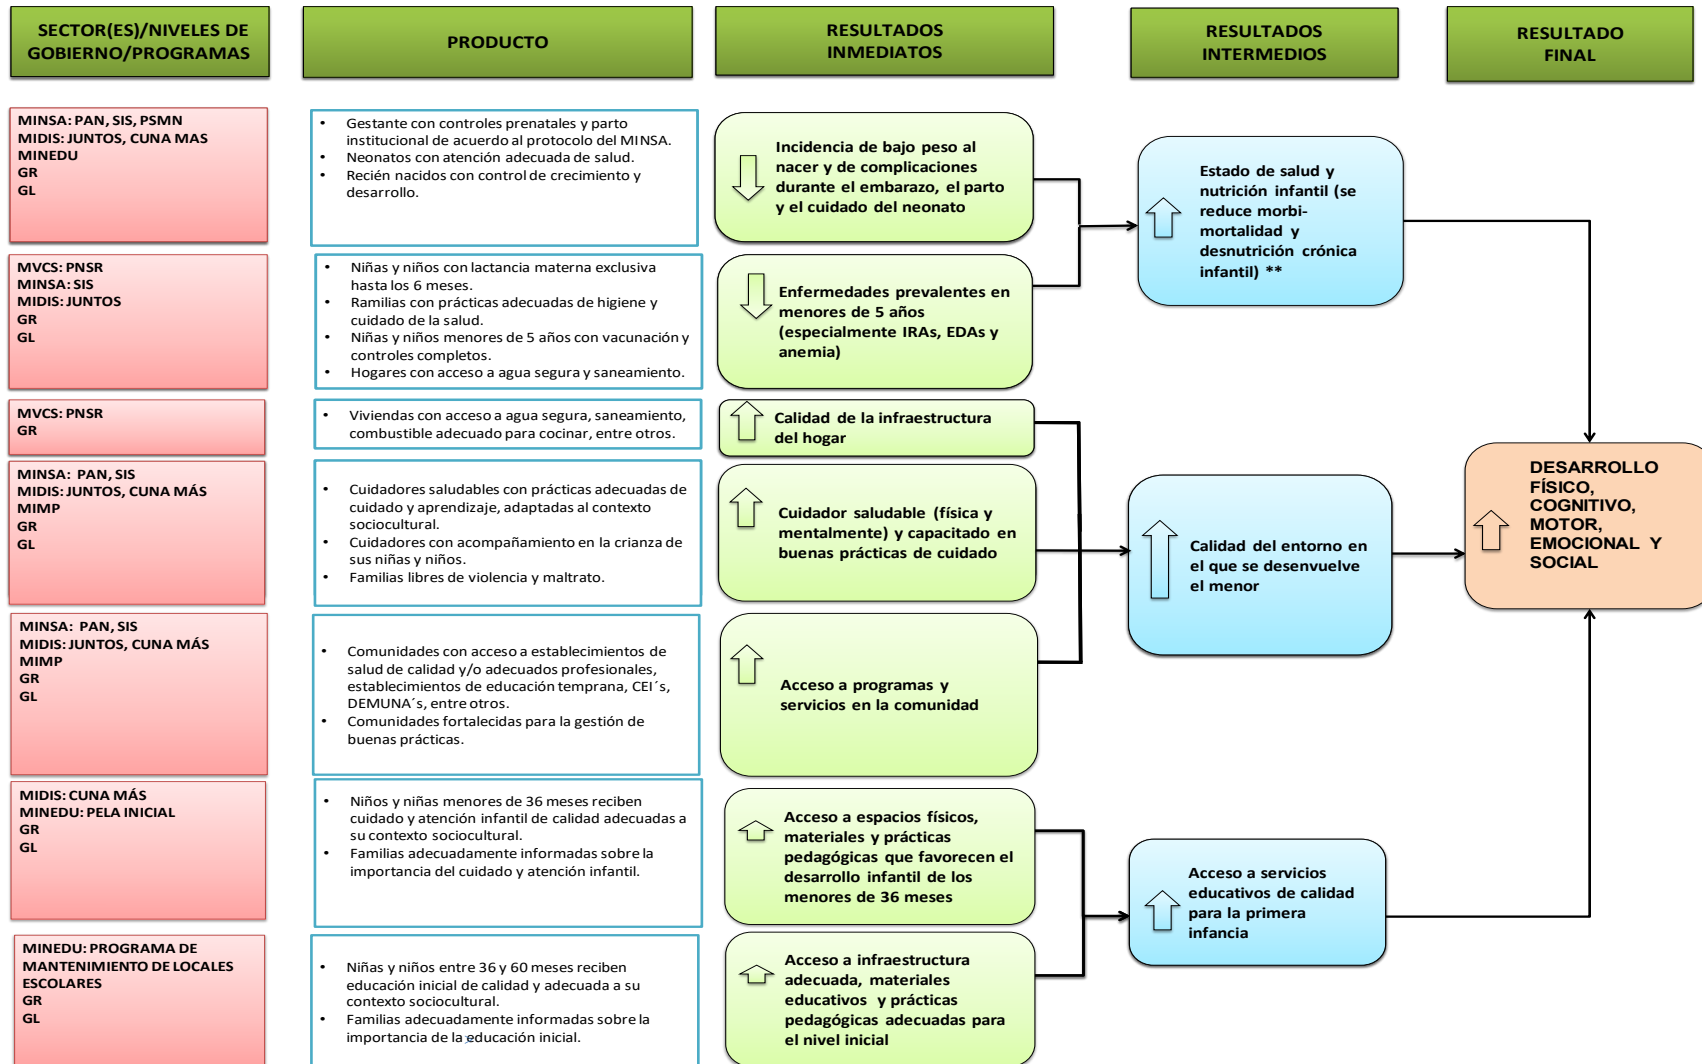 SECTOR(ES)/NIVELES DE
GOBIERNO/PROGRAMAS
PRODUCTO
RESULTADOS
INMEDIATOS
RESULTADOS
INTERMEDIOS
RESULTADO
FINAL
MINSA: PAN, SIS, PSMN
MIDIS: JUNTOS, CUNA MAS
MINEDU
GR
GL
• Gestante con controles prenatales y parto
institucional de acuerdo al protocolo del MINSA.
• Neonatos con atención adecuada de salud.
• Recién nacidos con control de crecimiento y
desarrollo.
Incidencia de bajo peso al
nacer y de complicaciones
durante el embarazo, el parto
y el cuidado del neonato
Estado de salud y
nutrición infantil (se
reduce morbi-
mortalidad y
desnutrición crónica
infantil) **
MVCS: PNSR
MINSA: SIS
MIDIS: JUNTOS
GR
GL
• Niñas y niños con lactancia materna exclusiva
hasta los 6 meses.
• Ramilias con prácticas adecuadas de higiene y
cuidado de la salud.
• Niñas y niños menores de 5 años con vacunación y
controles completos.
• Hogares con acceso a agua segura y saneamiento.
Enfermedades prevalentes en
menores de 5 años
(especialmente IRAs, EDAs y
anemia)
MVCS: PNSR
GR
• Viviendas con acceso a agua segura, saneamiento,
combustible adecuado para cocinar, entre otros.
Calidad de la infraestructura
del hogar
MINSA: PAN, SIS
MIDIS: JUNTOS, CUNA MÁS
MIMP
GR
GL
• Cuidadores saludables con prácticas adecuadas de
cuidado y aprendizaje, adaptadas al contexto
sociocultural.
• Cuidadores con acompañamiento en la crianza de
sus niñas y niños.
• Familias libres de violencia y maltrato.
Cuidador saludable (física y
mentalmente) y capacitado en
buenas prácticas de cuidado
Calidad del entorno en
el que se desenvuelve
el menor
DESARROLLO
FÍSICO,
COGNITIVO,
MOTOR,
EMOCIONAL Y
SOCIAL
MINSA: PAN, SIS
MIDIS: JUNTOS, CUNA MÁS
MIMP
GR
GL
• Comunidades con acceso a establecimientos de
salud de calidad y/o adecuados profesionales,
establecimientos de educación temprana, CEI´s,
DEMUNA´s, entre otros.
• Comunidades fortalecidas para la gestión de
buenas prácticas.
Acceso a programas y
servicios en la comunidad
MIDIS: CUNA MÁS
MINEDU: PELA INICIAL
GR
GL
• Niños y niñas menores de 36 meses reciben
cuidado y atención infantil de calidad adecuadas a
su contexto sociocultural.
• Familias adecuadamente informadas sobre la
importancia del cuidado y atención infantil.
Acceso a espacios físicos,
materiales y prácticas
pedagógicas que favorecen el
desarrollo infantil de los
menores de 36 meses
Acceso a servicios
educativos de calidad
para la primera
infancia
MINEDU: PROGRAMA DE
MANTENIMIENTO DE LOCALES
ESCOLARES
GR
GL
• Niñas y niños entre 36 y 60 meses reciben
educación inicial de calidad y adecuada a su
contexto sociocultural.
• Familias adecuadamente informadas sobre la
importancia de la educación inicial.
Acceso a infraestructura
adecuada, materiales
educativos y prácticas
pedagógicas adecuadas para
el nivel inicial